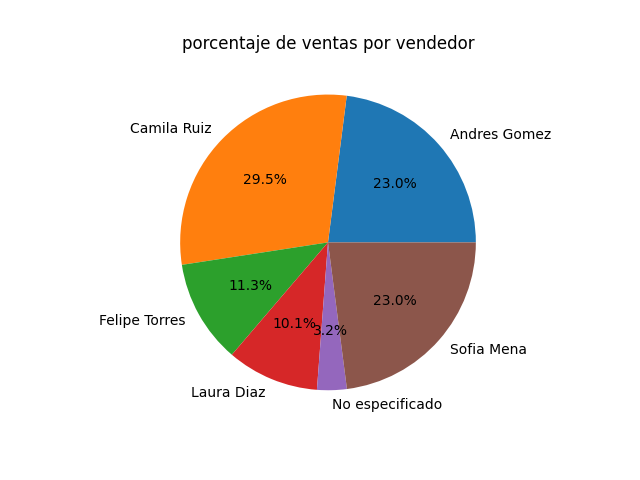 porcentaje de ventas por vendedor
Andres Gomez
23.0%
Camila Ruiz
29.5%
Felipe Torres
11.3%
Laura Diaz
10.1%
No especificado
3.2%
Sofia Mena
23.0%